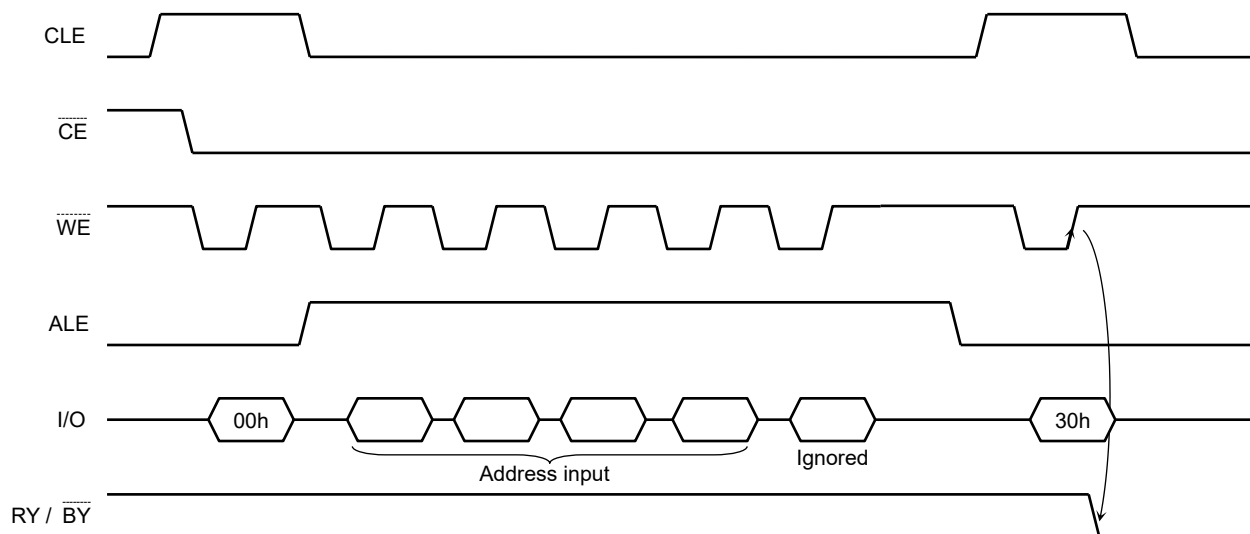 CLE
CE
WE
ALE
I/O 00h 30h
Address input Ignored
RY / BY